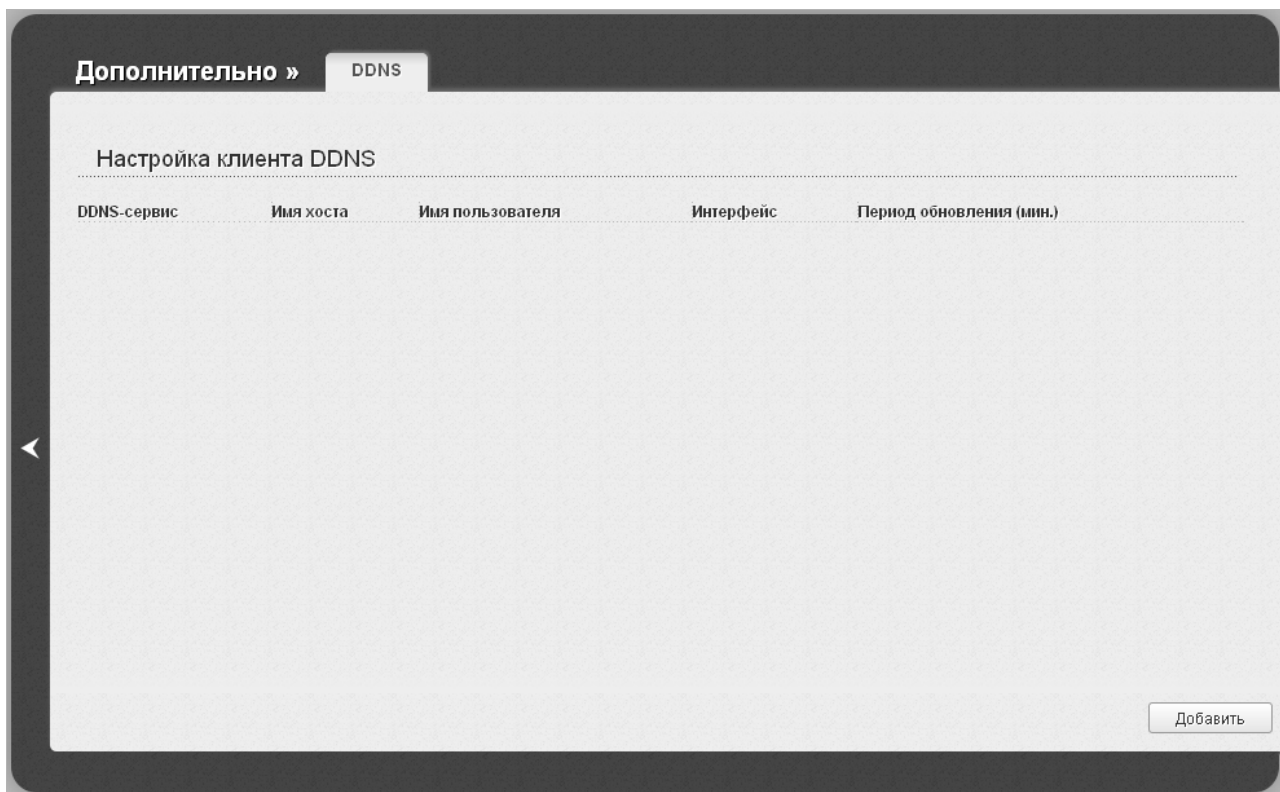 Дополнительно » DDNS
Настройка клиента DDNS
DDNS-сервис Имя хоста Имя пользователя Интерфейс Период обновления (мин.)
Добавить